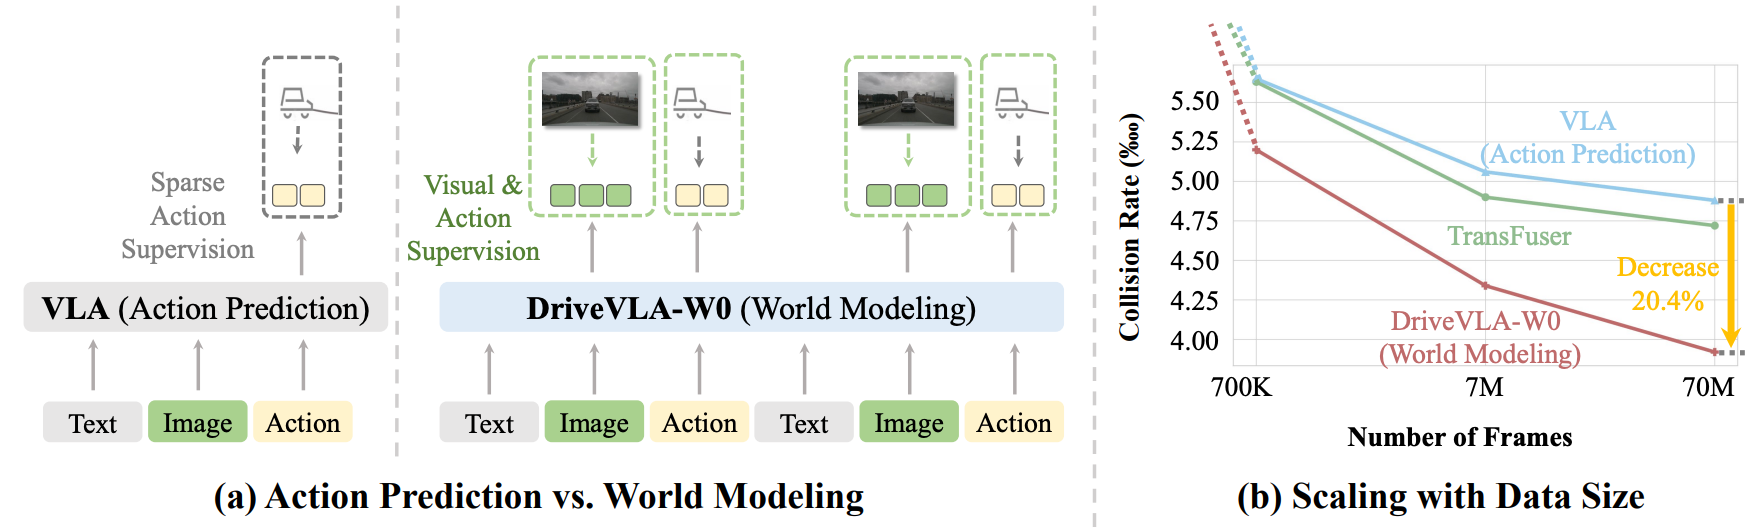 Sparse
Action
Supervision
VLA (Action Prediction)
Text
Image
Action
Visual &
Action
Supervision
DriveVLA-W0 (World Modeling)
Text
Image
Action
Text
Image
Action
(a) Action Prediction vs. World Modeling
Collision Rate (‱)
5.50
5.25
5.00
4.75
4.50
4.25
4.00
VLA
(Action Prediction)
TransFuser
Decrease
20.4%
DriveVLA-W0
(World Modeling)
700K
7M
70M
Number of Frames
(b) Scaling with Data Size